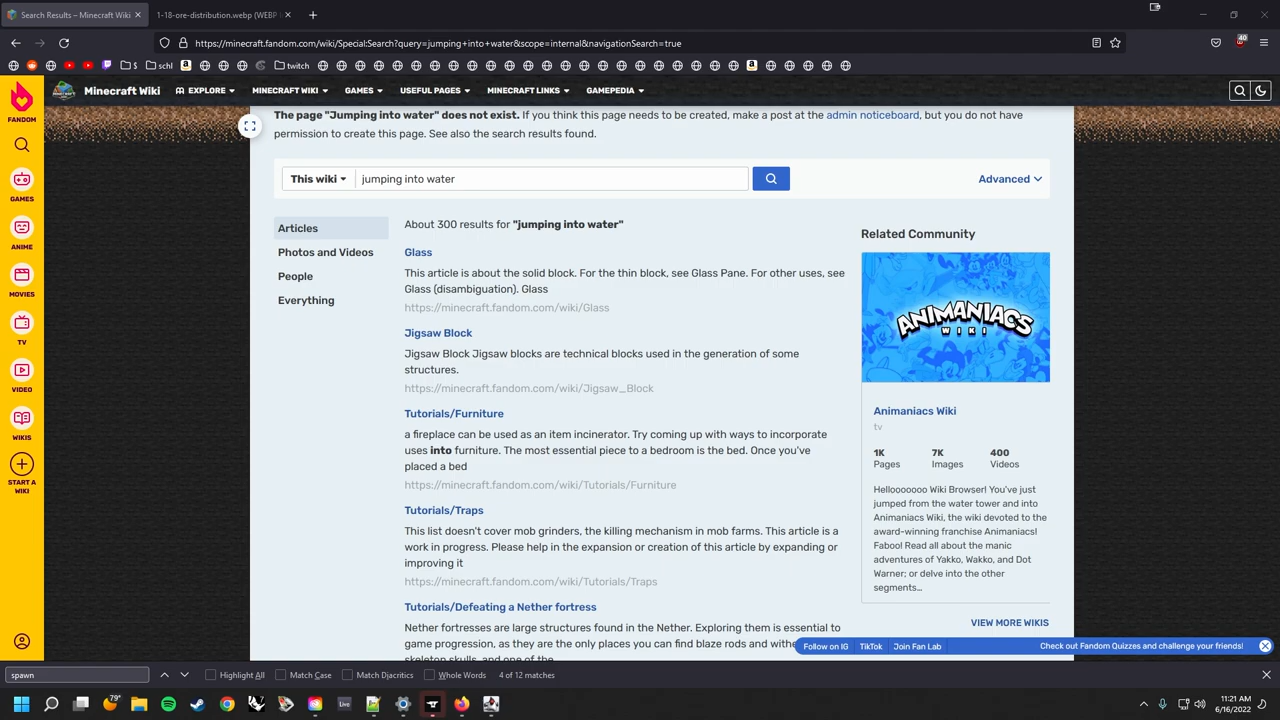 Search Results – Minecraft Wiki
1-18-ore-distribution.webp (WEBP
https://minecraft.fandom.com/wiki/Special:Search?query=jumping+into+water&scope=internal&navigationSearch=true
40
$
schl
twitch
FANDOM
GAMES
ANIME
MOVIES
TV
VIDEO
WIKIS
START A
WIKI
Minecraft Wiki
EXPLORE
MINECRAFT WIKI
GAMES
USEFUL PAGES
MINECRAFT LINKS
GAMEPEDIA
The page "Jumping into water" does not exist. If you think this page needs to be created, make a post at the admin noticeboard, but you do not have
permission to create this page. See also the search results found.
This wiki
jumping into water
Advanced
Articles
Photos and Videos
People
Everything
About 300 results for "jumping into water"
Glass
This article is about the solid block. For the thin block, see Glass Pane. For other uses, see
Glass (disambiguation). Glass
https://minecraft.fandom.com/wiki/Glass
Jigsaw Block
Jigsaw Block Jigsaw blocks are technical blocks used in the generation of some
structures.
https://minecraft.fandom.com/wiki/Jigsaw_Block
Tutorials/Furniture
a fireplace can be used as an item incinerator. Try coming up with ways to incorporate
uses into furniture. The most essential piece to a bedroom is the bed. Once you've
placed a bed
https://minecraft.fandom.com/wiki/Tutorials/Furniture
Tutorials/Traps
This list doesn't cover mob grinders, the killing mechanism in mob farms. This article is a
work in progress. Please help in the expansion or creation of this article by expanding or
improving it
https://minecraft.fandom.com/wiki/Tutorials/Traps
Tutorials/Defeating a Nether fortress
Nether fortresses are large structures found in the Nether. Exploring them is essential to
game progression, as they are the only places you can find blaze rods and withe
skeleton skulls, and one of the
Related Community
ANIMANIACS
WIKI
Animaniacs Wiki
tv
1K
Pages
7K
Images
400
Videos
Hellooooooo Wiki Browser! You've just
jumped from the water tower and into
Animaniacs Wiki, the wiki devoted to the
award-winning franchise Animaniacs!
Faboo! Read all about the manic
adventures of Yakko, Wakko, and Dot
Warner; or delve into the other
segments…
VIEW MORE WIKIS
Follow on IG
TikTok
Join Fan Lab
Check out Fandom Quizzes and challenge your friends!
spawn
Highlight All
Match Case
Match Diacritics
Whole Words
4 of 12 matches
79°
Live
11:21 AM
6/16/2022